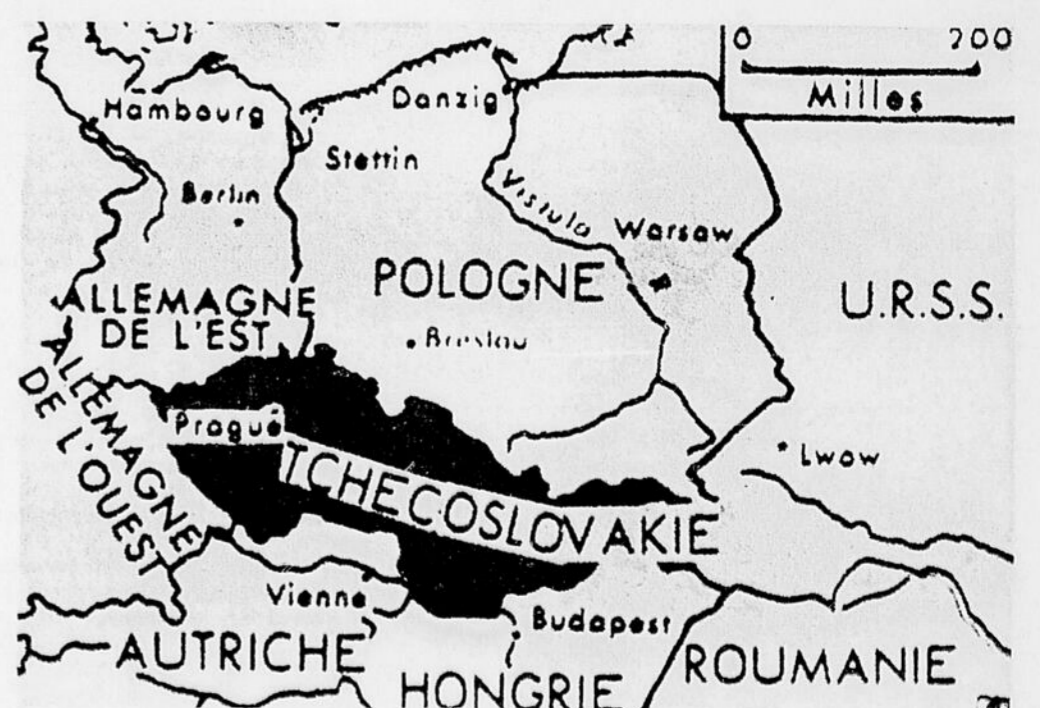 0 200
Milles
Hambourg
Danzig
Stettin
Berlin
Vistula
Warsaw
POLOGNE
U.R.S.S.
ALLEMAGNE
DE L'EST
Breslau
ALLEMAGNE
DE L'OUEST
Prague
Lwow
TCHECOSLOVAKIE
Vienne
Budapest
AUTRICHE
ROUMANIE
HONGRIE